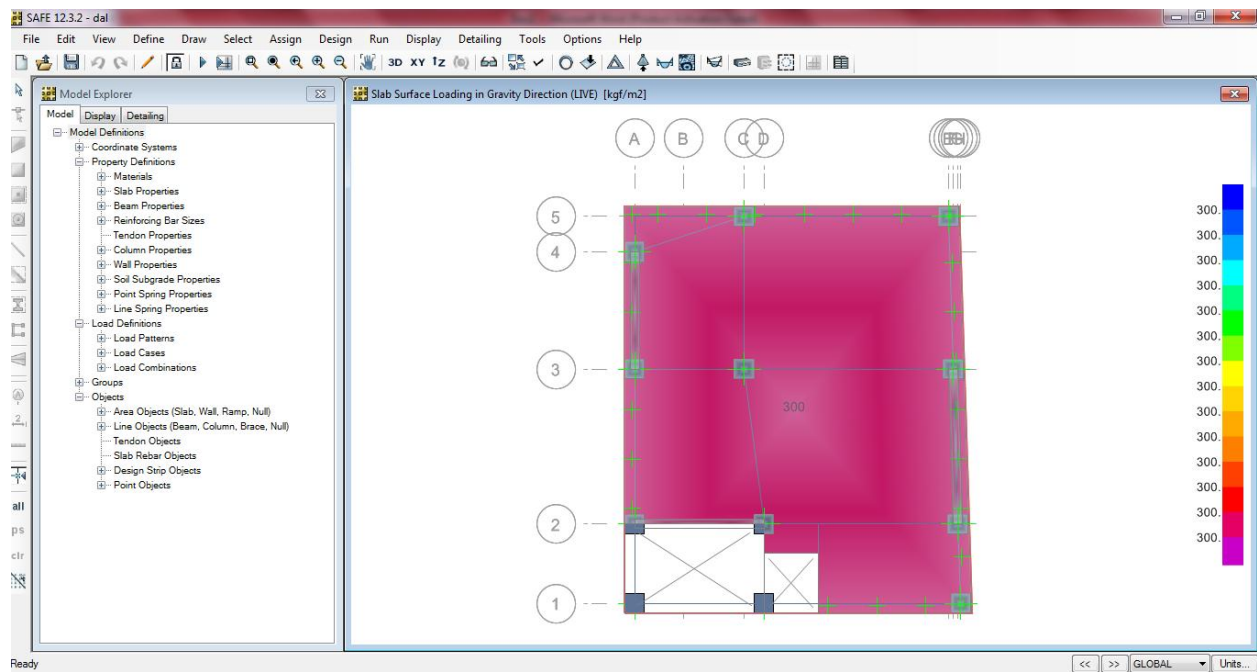 SAFE 12.3.2 - dal
File Edit View Define Draw Select Assign Design Run Display Detailing Tools Options Help
3D XY
Model Explorer
Model Display Detailing
Model Definitions
Coordinate Systems
Property Definitions
Materials
Slab Properties
Beam Properties
Reinforcing Bar Sizes
Tendon Properties
Column Properties
Wall Properties
Soil Subgrade Properties
Point Spring Properties
Line Spring Properties
Load Definitions
Load Patterns
Load Cases
Load Combinations
Groups
Objects
Area Objects (Slab, Wall, Ramp, Null)
Line Objects (Beam, Column, Brace, Null)
Tendon Objects
Slab Rebar Objects
Design Strip Objects
Point Objects
all
ps
clr
Slab Surface Loading in Gravity Direction (LIVE) [kgf/m2]
A B C D
5
4
3
2
1
300
300.
300.
300.
300.
300.
300.
300.
300.
300.
300.
300.
300.
300.
300.
Ready
<< >> GLOBAL Units...